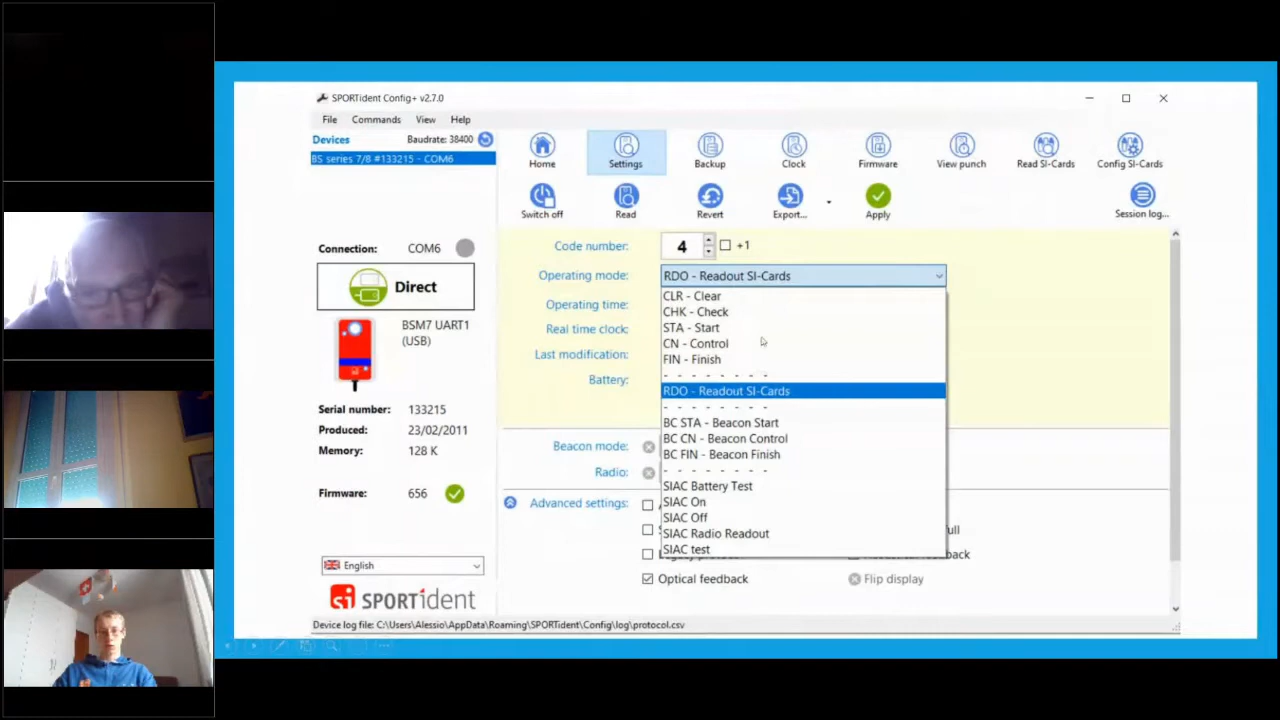 SPORTident Config+ v2.7.0
File Commands View Help
Devices Baudrate: 38400
BS series 7/8 #133215 - COM6
Home Settings Backup Clock Firmware View punch Read SI-Cards Config SI-Cards
Switch off Read Revert Export... Apply Session log...
Connection: COM6
Direct
BSM7 UART1
(USB)
Serial number: 133215
Produced: 23/02/2011
Memory: 128 K
Firmware: 656
English
si SPORTident
Code number: 4 +1
Operating mode: RDO - Readout SI-Cards
Operating time:
Real time clock:
Last modification:
Battery:
CLR - Clear
CHK - Check
STA - Start
CN - Control
FIN - Finish
- - - - - - - -
RDO - Readout SI-Cards
- - - - - - - -
BC STA - Beacon Start
BC CN - Beacon Control
BC FIN - Beacon Finish
- - - - - - - -
SIAC Battery Test
SIAC On
SIAC Off
SIAC Radio Readout
SIAC test
Beacon mode:
Radio:
Advanced settings:
Optical feedback Flip display
Device log file: C:\Users\Alessio\AppData\Roaming\SPORTident\Config\log\protocol.csv